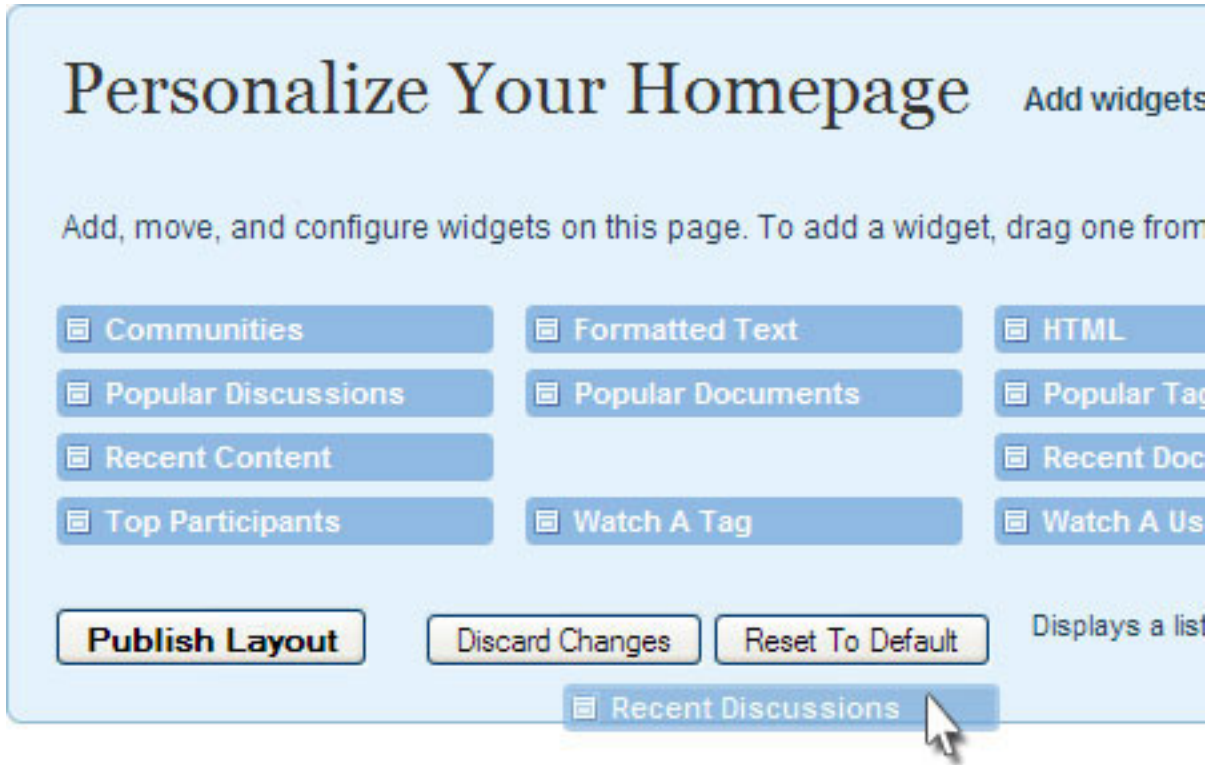 Personalize Your Homepage Add widgets
Add, move, and configure widgets on this page. To add a widget, drag one from
Communities Formatted Text HTML
Popular Discussions Popular Documents Popular Tag
Recent Content Recent Doc
Top Participants Watch A Tag Watch A Us
Publish Layout Discard Changes Reset To Default Displays a list
Recent Discussions